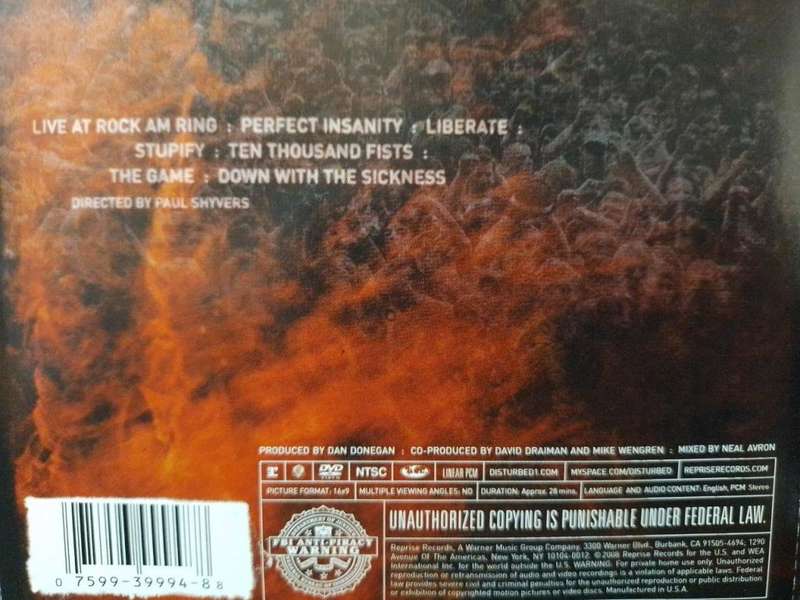 LIVE AT ROCK AM RING : PERFECT INSANITY : LIBERATE :
STUPIFY : TEN THOUSAND FISTS :
THE GAME : DOWN WITH THE SICKNESS
DIRECTED BY PAUL SHYVERS
PRODUCED BY DAN DONEGAN : CO-PRODUCED BY DAVID DRAIMAN AND MIKE WENGREN : MIXED BY NEAL AVRON
DVD VIDEO NTSC LINEAR PCM DISTURBED1.COM MYSPACE.COM/DISTURBED REPRISERECORDS.COM
PICTURE FORMAT: 16x9 MULTIPLE VIEWING ANGLES: NO DURATION: Approx. 28 mins. LANGUAGE AND AUDIO CONTENT: English, PCM Stereo
FBI ANTI-PIRACY
WARNING
UNAUTHORIZED COPYING IS PUNISHABLE UNDER FEDERAL LAW.
Reprise Records, A Warner Music Group Company, 3300 Warner Blvd., Burbank, CA 91505-4694, 1290
Avenue Of The Americas, New York, NY 10104-0012. © 2008 Reprise Records for the U.S. and WEA
International Inc. for the world outside the U.S. WARNING: For private home use only. Unauthorized
reproduction or retransmission of audio and video recordings is a violation of applicable laws. Federal
law provides severe civil and criminal penalties for the unauthorized reproduction or public distribution
or exhibition of copyrighted motion pictures or video discs. Manufactured in U.S.A.
0 7599-39994-8 8